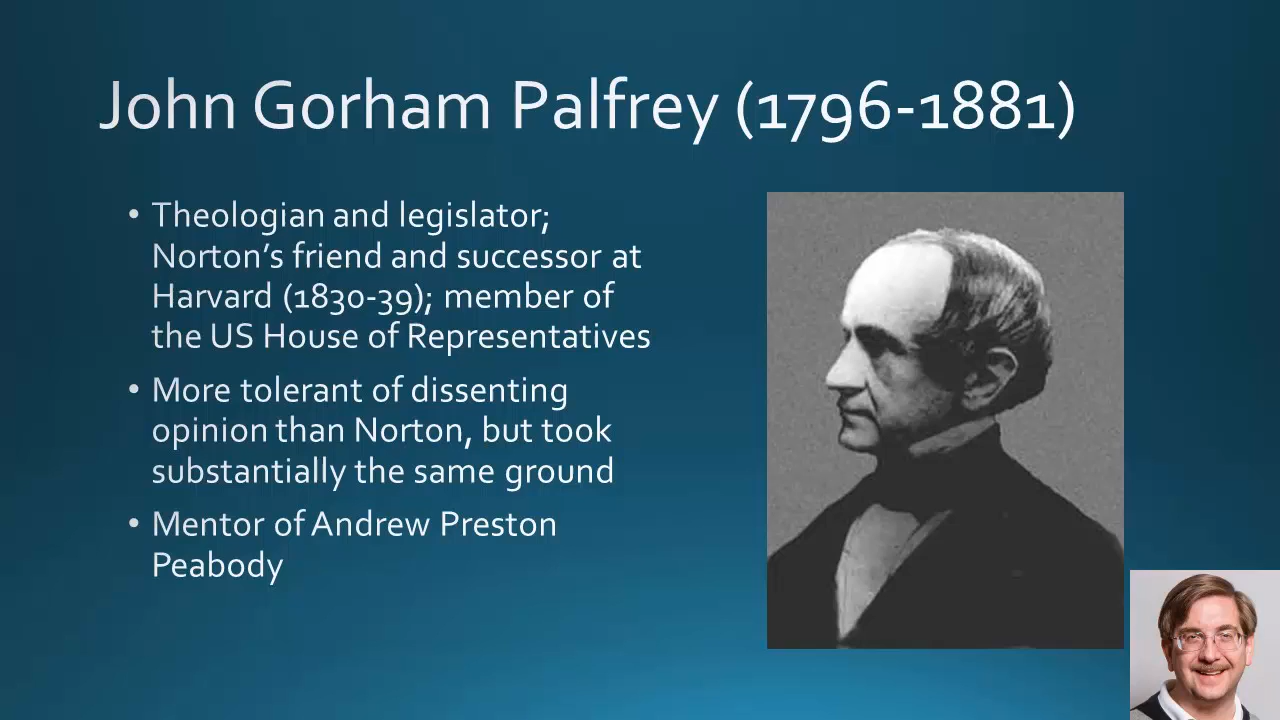 John Gorham Palfrey (1796-1881)
• Theologian and legislator;
Norton’s friend and successor at
Harvard (1830-39); member of
the US House of Representatives
• More tolerant of dissenting
opinion than Norton, but took
substantially the same ground
• Mentor of Andrew Preston
Peabody